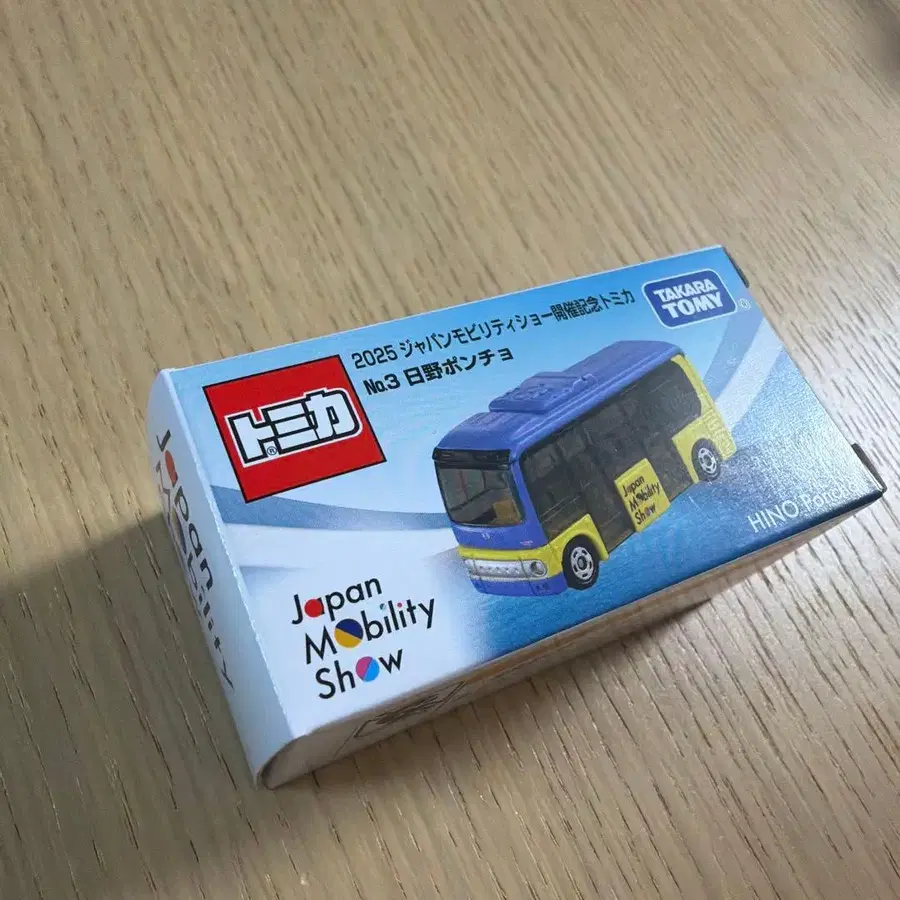 2025 ジャパンモビリティショー開催記念トミカ
No.3 日野ポンチョ
トミカ
®
TAKARA
TOMY
Japan
Mobility
Show
HINO Poncho
Japan
Mobility
Show
Japan
Mobility